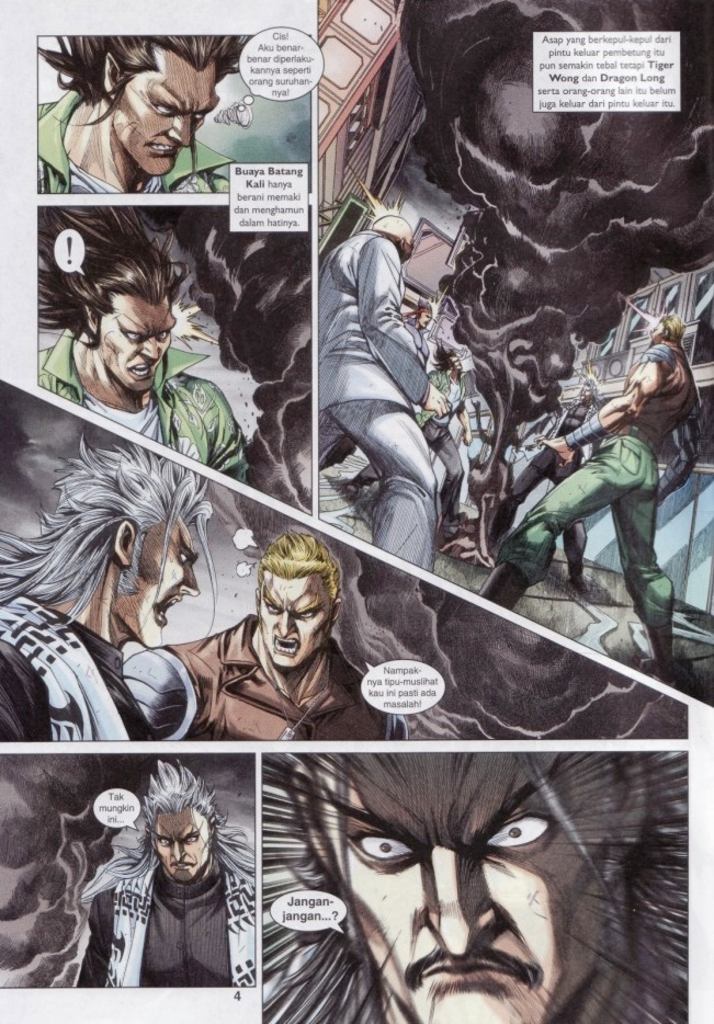 Cis!
Aku benar-
benar diperlaku-
kannya seperti
orang suruhan-
nya!
Buaya Batang
Kali hanya
berani memaki
dan menghamun
dalam hatinya.
!
Asap yang berkepul-kepul dari
pintu keluar pembetung itu
pun semakin tebal tetapi Tiger
Wong dan Dragon Long
serta orang-orang lain itu belum
juga keluar dari pintu keluar itu.
Nampak-
nya tipu-muslihat
kau ini pasti ada
masalah!
Tak
mungkin
ini...
Jangan-
jangan...?
4